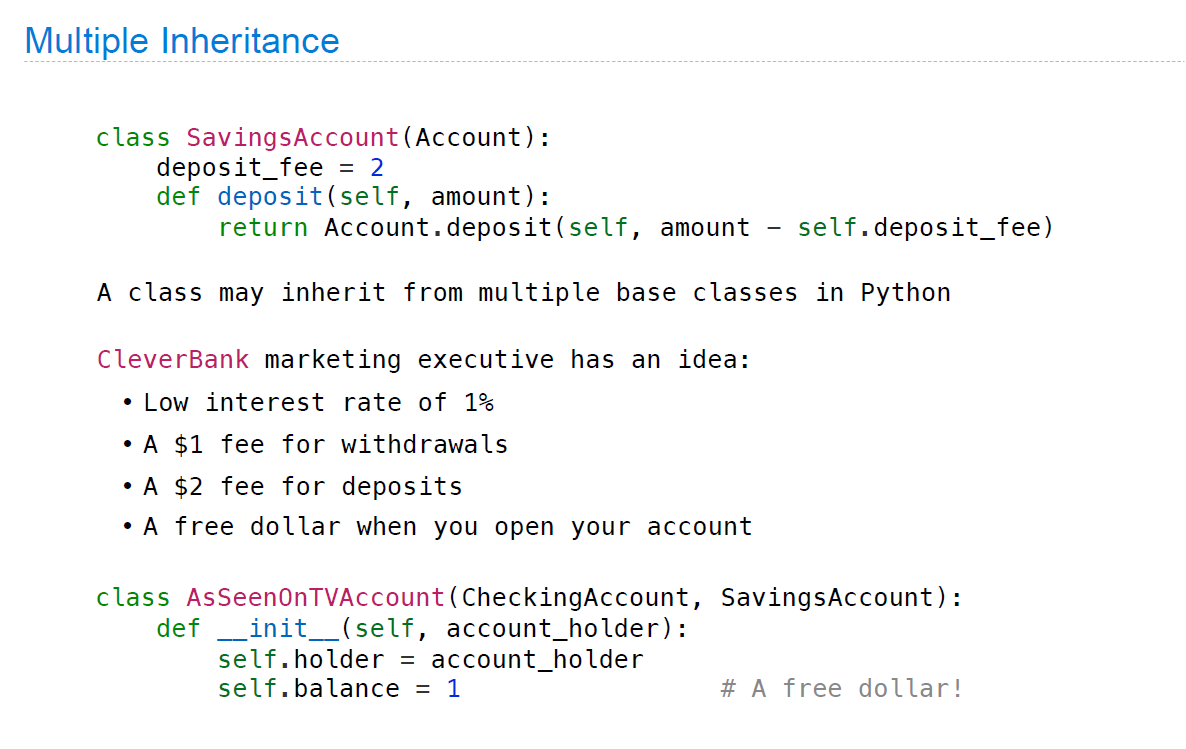 Multiple Inheritance
class SavingsAccount(Account):
    deposit_fee = 2
    def deposit(self, amount):
        return Account.deposit(self, amount - self.deposit_fee)
A class may inherit from multiple base classes in Python
CleverBank marketing executive has an idea:
• Low interest rate of 1%
• A $1 fee for withdrawals
• A $2 fee for deposits
• A free dollar when you open your account
class AsSeenOnTVAccount(CheckingAccount, SavingsAccount):
    def __init__(self, account_holder):
        self.holder = account_holder
        self.balance = 1                 # A free dollar!